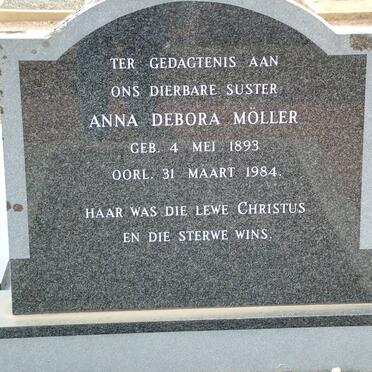 TER GEDAGTENIS AAN
ONS DIERBARE SUSTER
ANNA DEBORA MÖLLER
GEB. 4 MEI 1893
OORL. 31 MAART 1984.
HAAR WAS DIE LEWE CHRISTUS
EN DIE STERWE WINS.